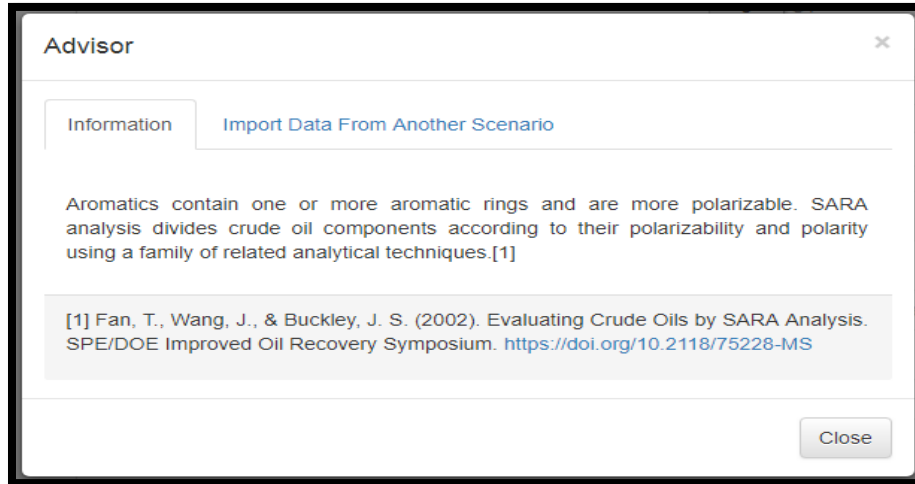 Advisor
×
Information
Import Data From Another Scenario
Aromatics contain one or more aromatic rings and are more polarizable. SARA
analysis divides crude oil components according to their polarizability and polarity
using a family of related analytical techniques.[1]
[1] Fan, T., Wang, J., & Buckley, J. S. (2002). Evaluating Crude Oils by SARA Analysis.
SPE/DOE Improved Oil Recovery Symposium. https://doi.org/10.2118/75228-MS
Close